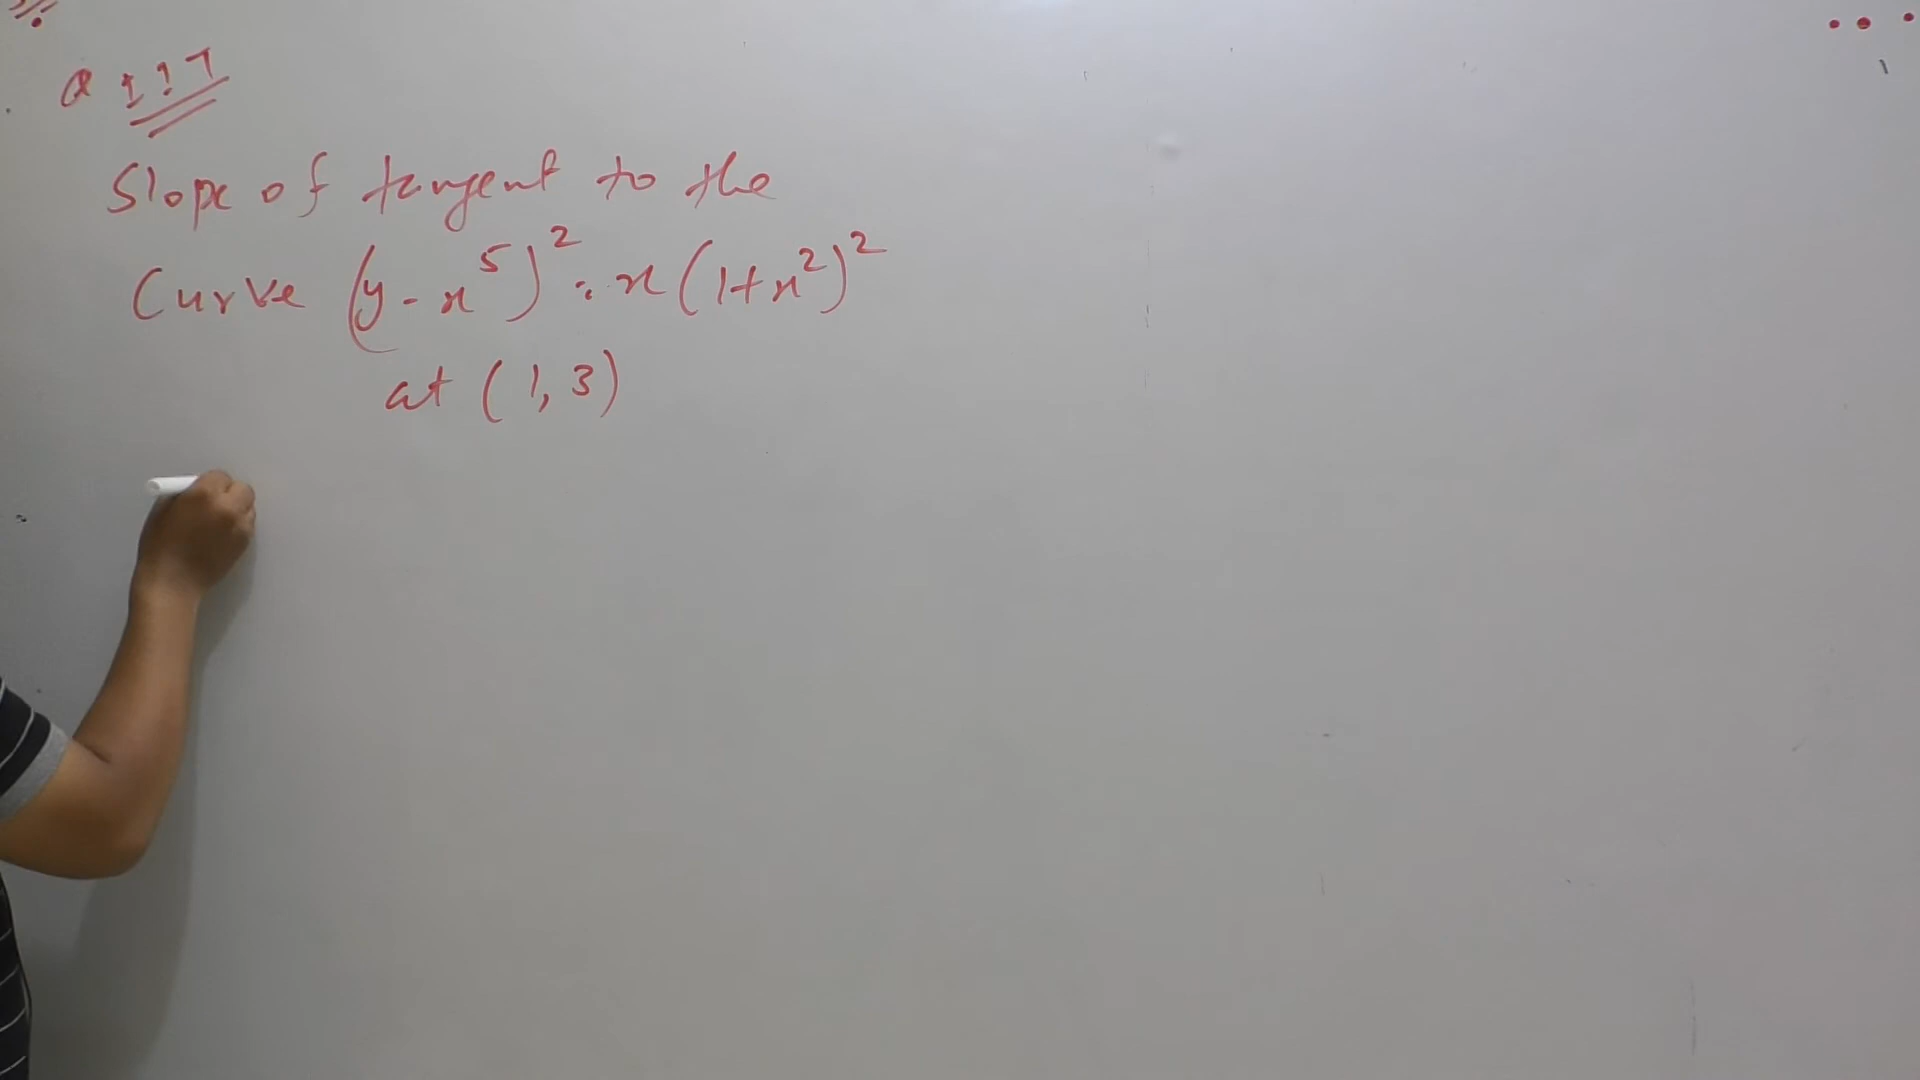 Q 117
Slope of tangent to the
Curve (y-x⁵)² = x(1+x²)²
at (1,3)